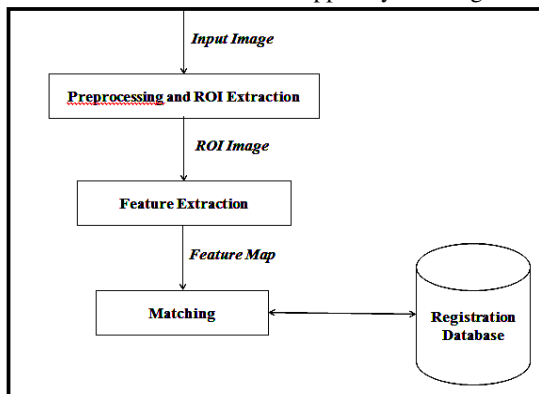 Input Image
Preprocessing and ROI Extraction
ROI Image
Feature Extraction
Feature Map
Matching
Registration
Database